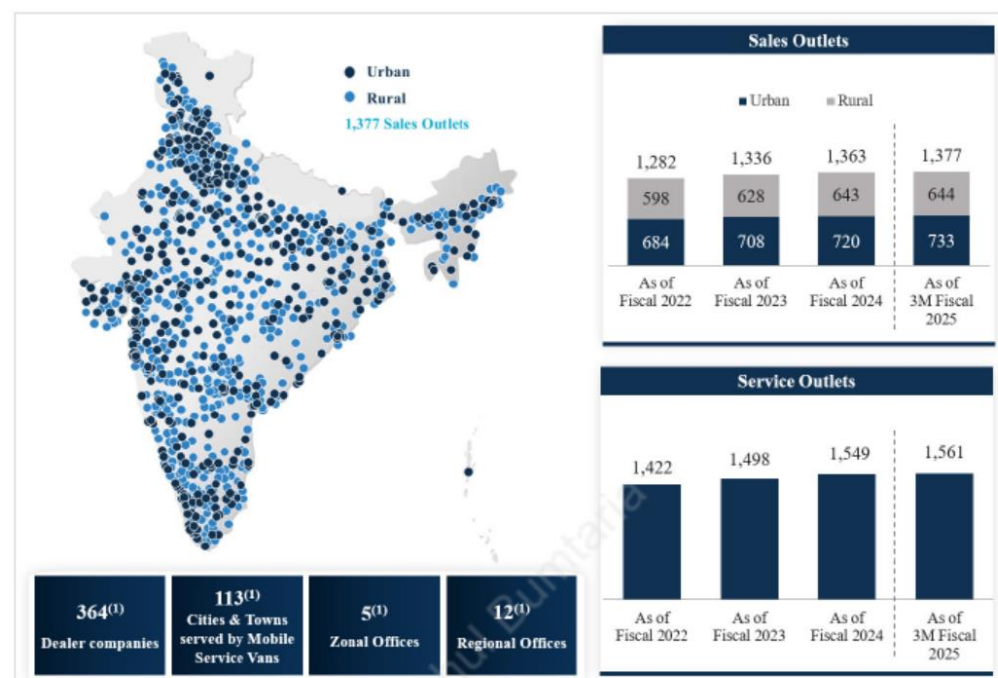 Urban
Rural
1,377 Sales Outlets
364(1)
Dealer companies
113(1)
Cities & Towns
served by Mobile
Service Vans
5(1)
Zonal Offices
12(1)
Regional Offices
Sales Outlets
Urban Rural
1,282 1,336 1,363 1,377
598 628 643 644
684 708 720 733
As of As of As of As of
Fiscal 2022 Fiscal 2023 Fiscal 2024 3M Fiscal
2025
Service Outlets
1,422 1,498 1,549 1,561
As of As of As of As of
Fiscal 2022 Fiscal 2023 Fiscal 2024 3M Fiscal
2025